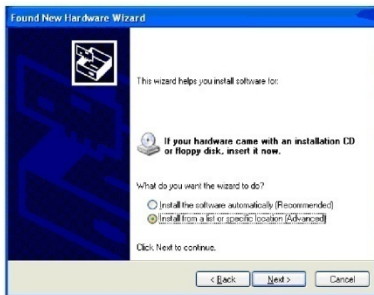 Found New Hardware Wizard
This wizard helps you install software for:
If your hardware came with an installation CD
or floppy disk, insert it now.
What do you want the wizard to do?
Install the software automatically (Recommended)
Install from a list or specific location (Advanced)
Click Next to continue.
< Back Next > Cancel